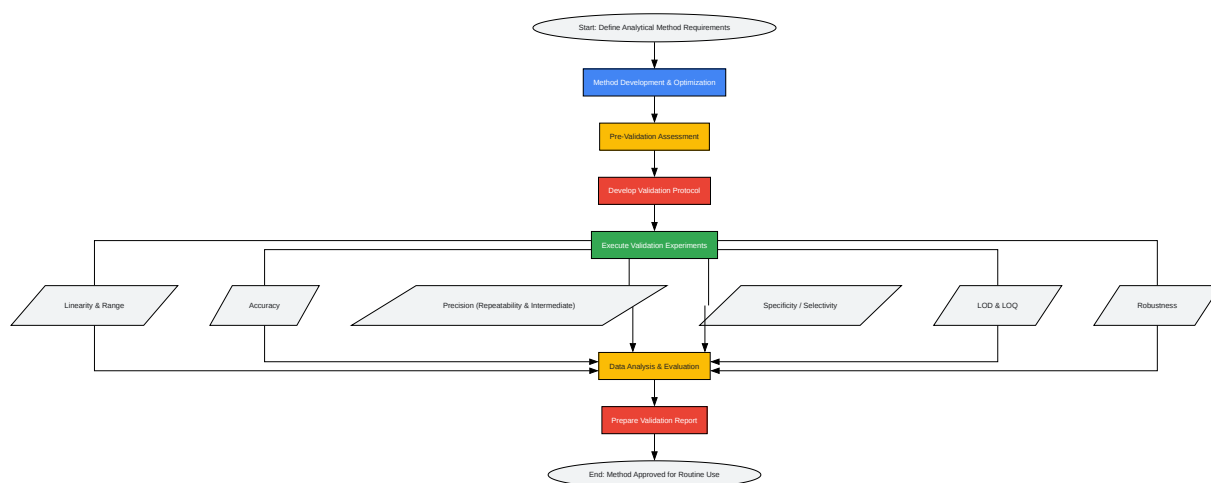 Start: Define Analytical Method Requirements
Method Development & Optimization
Pre-Validation Assessment
Develop Validation Protocol
Execute Validation Experiments
Linearity & Range
Accuracy
Precision (Repeatability & Intermediate)
Specificity / Selectivity
LOD & LOQ
Robustness
Data Analysis & Evaluation
Prepare Validation Report
End: Method Approved for Routine Use